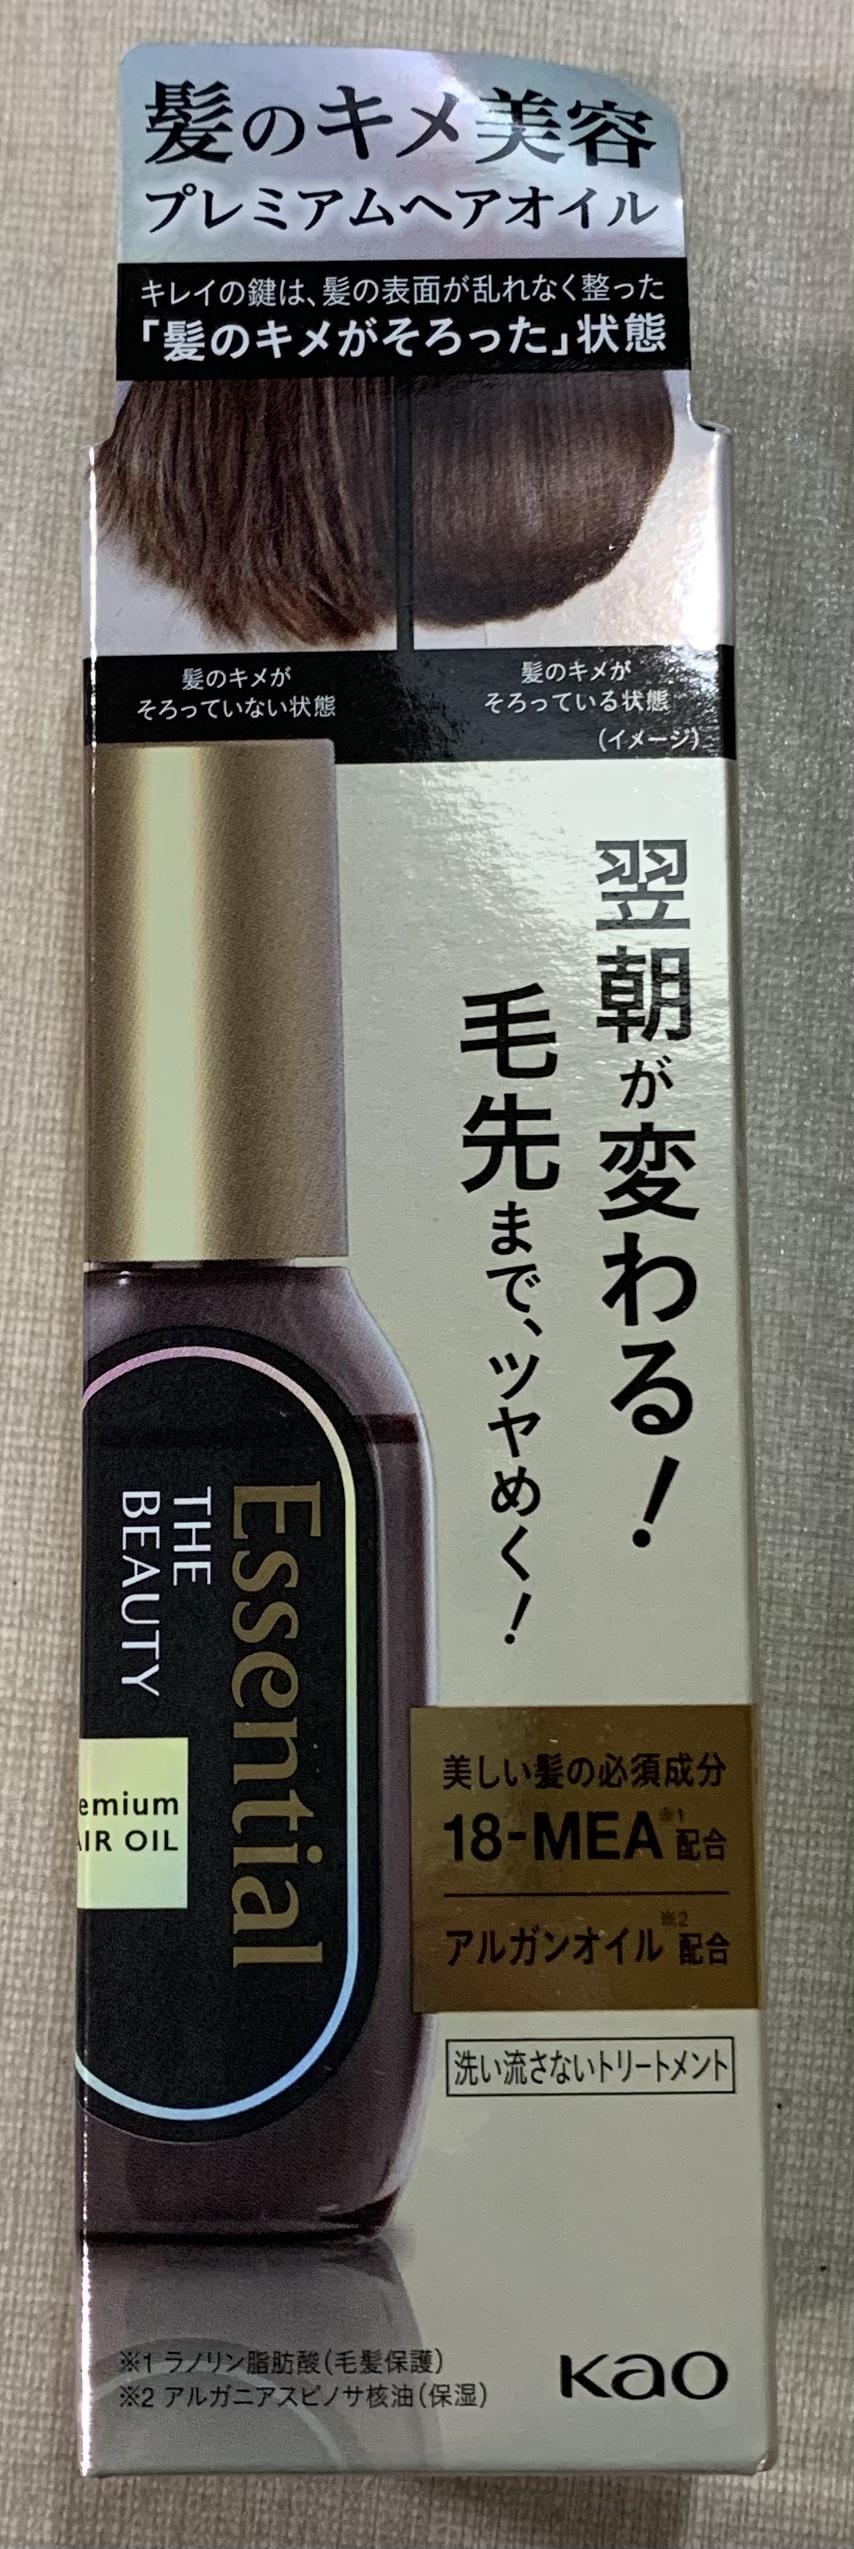 髪のキメ美容
プレミアムヘアオイル
キレイの鍵は、髪の表面が乱れなく整った
「髪のキメがそろった」状態
髪のキメが
そろっていない状態
髪のキメが
そろっている状態
(イメージ)
翌朝が変わる!
毛先まで、ツヤめく!
Essential
THE
BEAUTY
emium
AIR OIL
美しい髪の必須成分
18-MEA※1配合
アルガンオイル※2配合
洗い流さないトリートメント
※1 ラノリン脂肪酸(毛髪保護)
※2 アルガニアスピノサ核油(保湿)
Kao